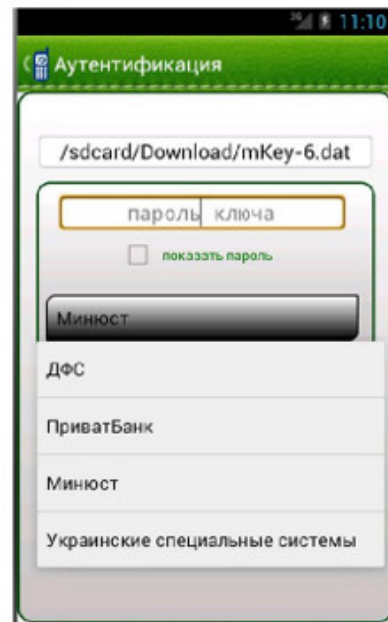 3G 11:10
Аутентификация
/sdcard/Download/mKey-6.dat
пароль ключа
показать пароль
Минюст
ДФС
ПриватБанк
Минюст
Украинские специальные системы